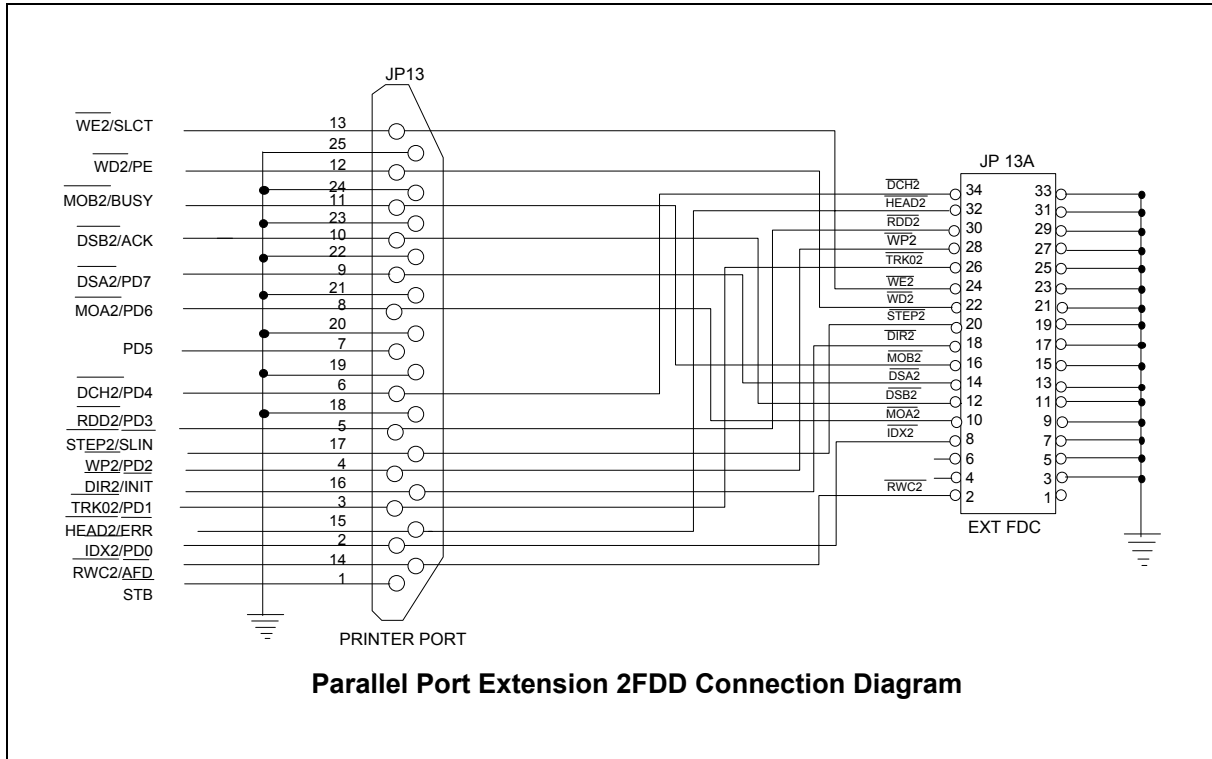 JP13
WE2/SLCT
WD2/PE
MOB2/BUSY
DSB2/ACK
DSA2/PD7
MOA2/PD6
PD5
DCH2/PD4
RDD2/PD3
STEP2/SLIN
WP2/PD2
DIR2/INIT
TRK02/PD1
HEAD2/ERR
IDX2/PD0
RWC2/AFD
STB
13
25
12
24
11
23
10
22
9
21
8
20
7
19
6
18
5
17
4
16
3
15
2
14
1
PRINTER PORT
JP 13A
DCH2 34 33
HEAD2 32 31
RDD2 30 29
WP2 28 27
TRK02 26 25
WE2 24 23
WD2 22 21
STEP2 20 19
DIR2 18 17
MOB2 16 15
DSA2 14 13
DSB2 12 11
MOA2 10 9
IDX2 8 7
6 5
4 3
RWC2 2 1
EXT FDC
Parallel Port Extension 2FDD Connection Diagram